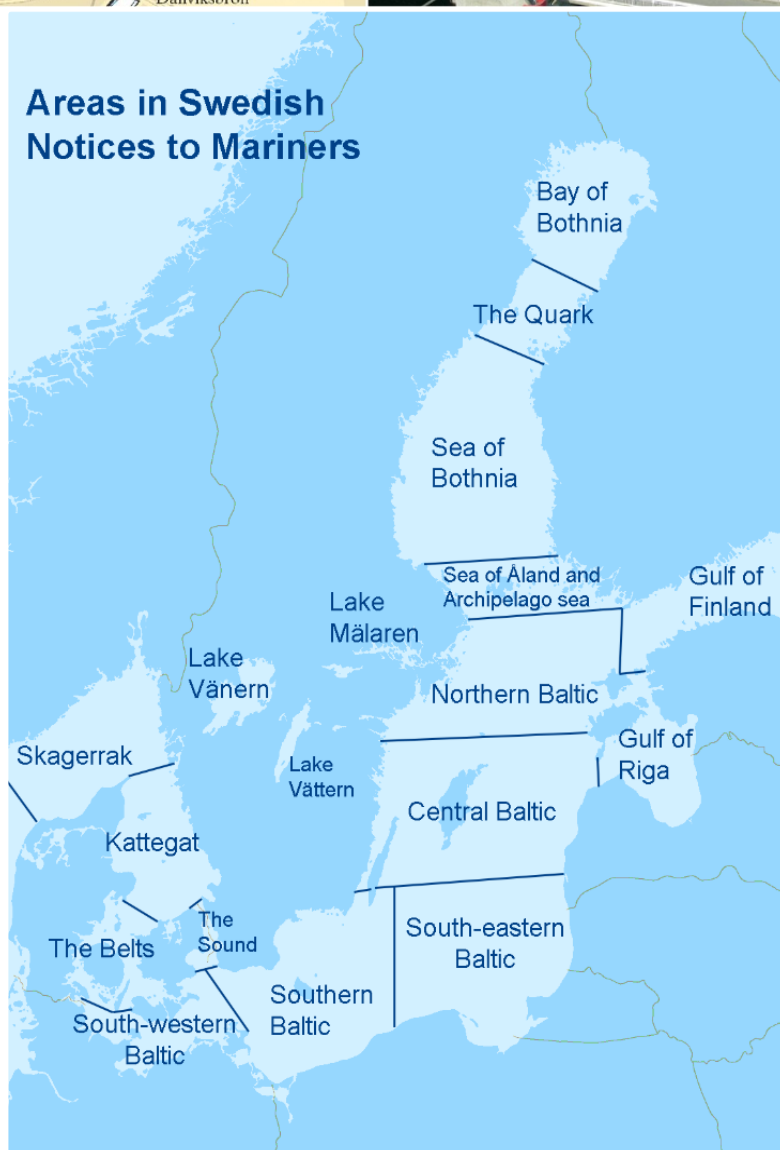 Danviksbron
Areas in Swedish
Notices to Mariners
Bay of
Bothnia
The Quark
Sea of
Bothnia
Sea of Åland and
Archipelago sea
Gulf of
Finland
Lake
Mälaren
Lake
Vänern
Northern Baltic
Skagerrak
Lake
Vättern
Gulf of
Riga
Kattegat
Central Baltic
The Belts
The
Sound
South-eastern
Baltic
Southern
Baltic
South-western
Baltic